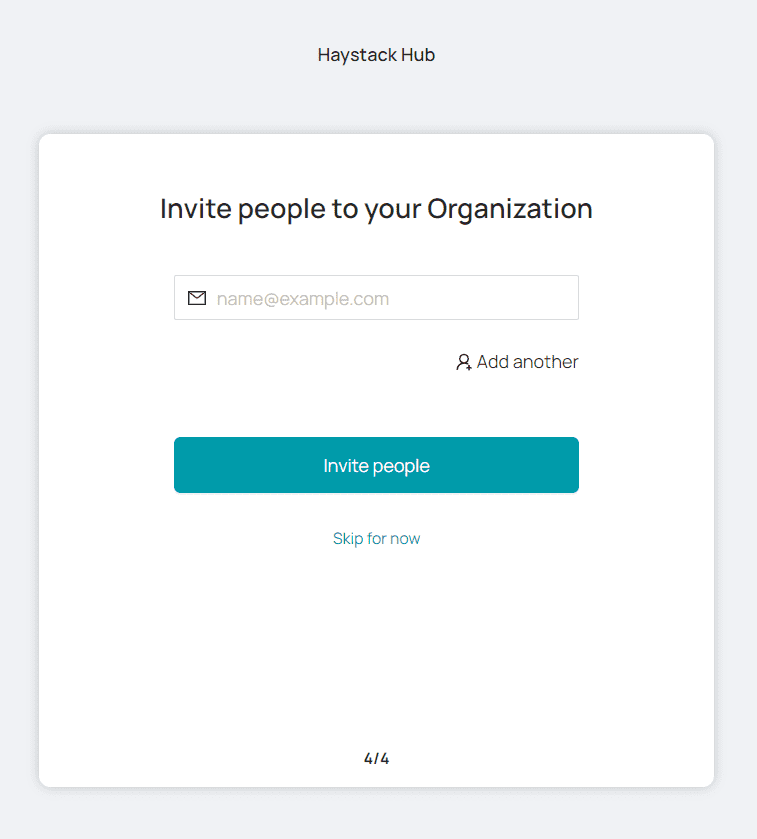 Haystack Hub
Invite people to your Organization
name@example.com
Add another
Invite people
Skip for now
4/4